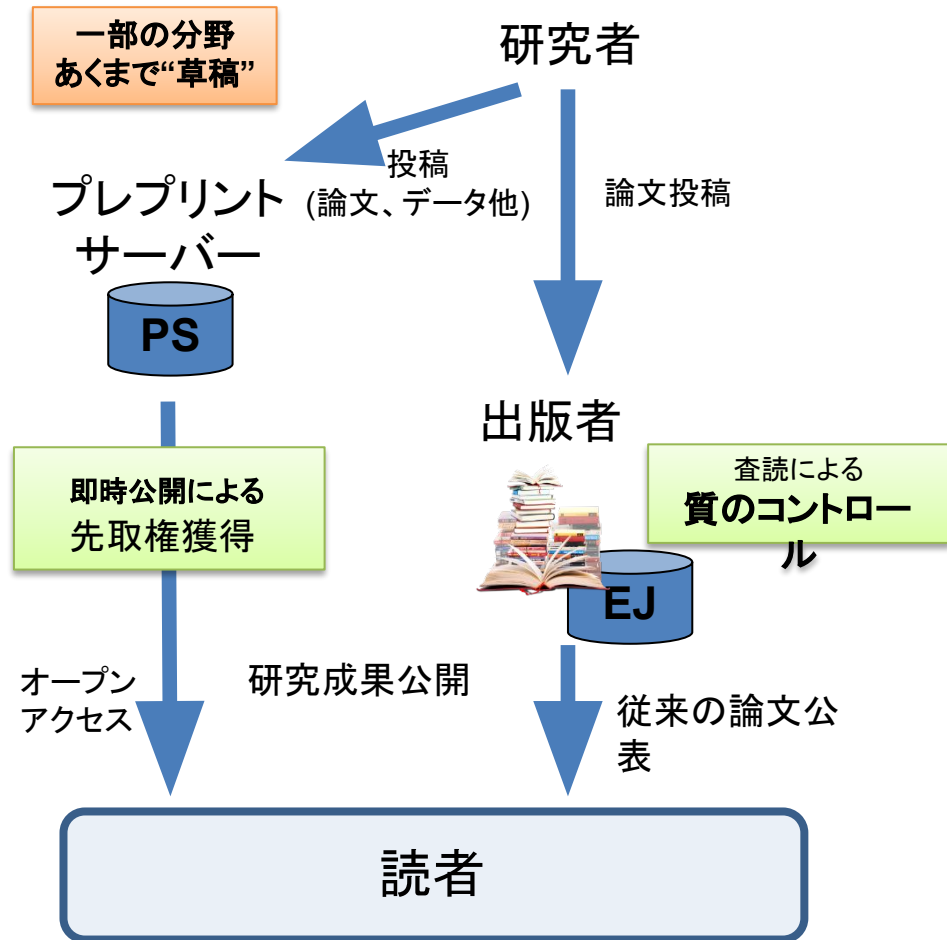 一部の分野
あくまで“草稿”
研究者
投稿
(論文、データ他)
論文投稿
プレプリント
サーバー
PS
出版者
即時公開による
先取権獲得
査読による
質のコントロー
ル
EJ
オープン
アクセス
研究成果公開
従来の論文公
表
読者